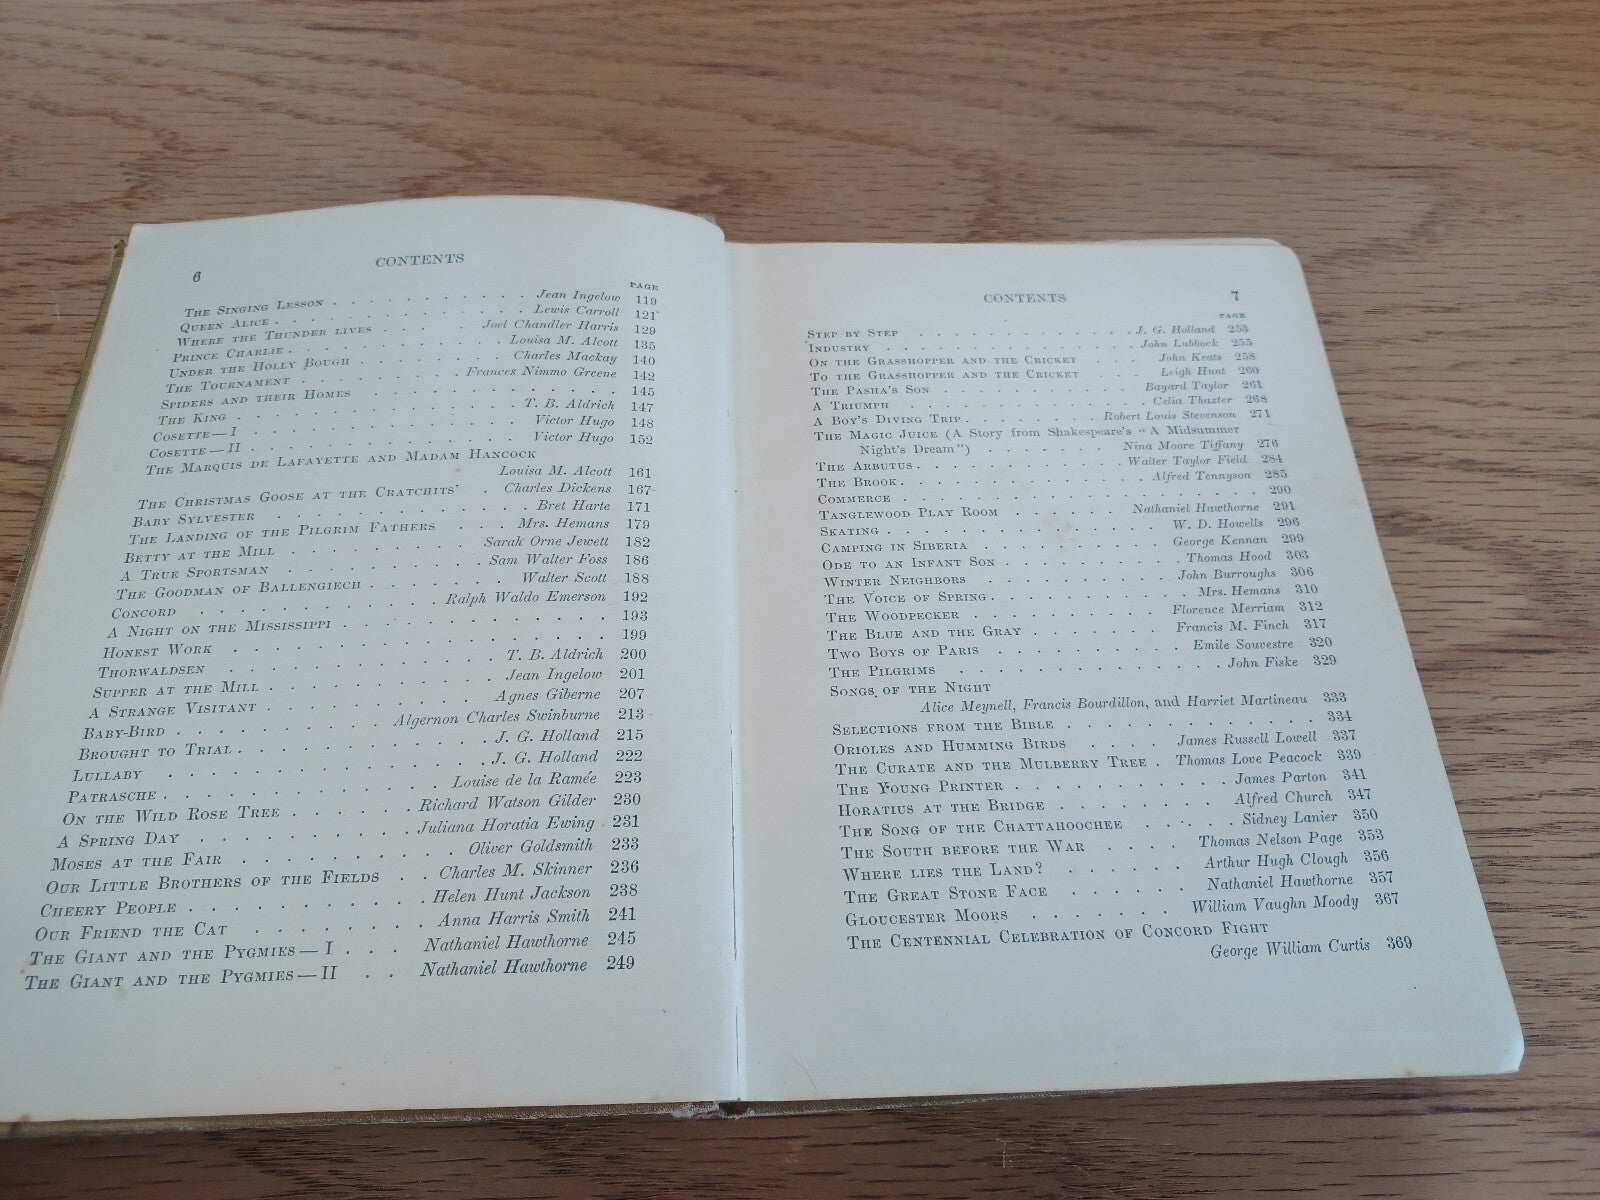 6 CONTENTS
PAGE
The Singing Lesson . . . . . . . . . . . Jean Ingelow 119
Queen Alice . . . . . . . . . . . . . Lewis Carroll 121
Where the Thunder lives . . . Joel Chandler Harris 129
Prince Charlie . . . . . . . . . . . Louisa M. Alcott 135
Under the Holly Bough . . . . . . . . Charles Mackay 140
The Tournament . . . . . . . . Frances Nimmo Greene 142
Spiders and their Homes . . . . . . . . . . . . . 145
The King . . . . . . . . . . . . . . T. B. Aldrich 147
Cosette—I . . . . . . . . . . . . . . Victor Hugo 148
Cosette—II . . . . . . . . . . . . . Victor Hugo 152
The Marquis de Lafayette and Madam Hancock
Louisa M. Alcott 161
The Christmas Goose at the Cratchits' . Charles Dickens 167
Baby Sylvester . . . . . . . . . . . . Bret Harte 171
The Landing of the Pilgrim Fathers . . . Mrs. Hemans 179
Betty at the Mill . . . . . . . . Sarah Orne Jewett 182
A True Sportsman . . . . . . . . . Sam Walter Foss 186
The Goodman of Ballengiech . . . . . . . Walter Scott 188
Concord . . . . . . . . . . Ralph Waldo Emerson 192
A Night on the Mississippi . . . . . . . . . . . . 193
Honest Work . . . . . . . . . . . . . . . . . 199
Thorwaldsen . . . . . . . . . . . . T. B. Aldrich 200
Supper at the Mill . . . . . . . . . . Jean Ingelow 201
A Strange Visitant . . . . . . . . . . Agnes Giberne 207
Baby-Bird . . . . . . . . . Algernon Charles Swinburne 213
Brought to Trial . . . . . . . . . . . J. G. Holland 215
Lullaby . . . . . . . . . . . . . . J. G. Holland 222
Patrasche . . . . . . . . . . . . Louise de la Ramée 223
On the Wild Rose Tree . . . . . Richard Watson Gilder 230
A Spring Day . . . . . . . . . Juliana Horatia Ewing 231
Moses at the Fair . . . . . . . . . . Oliver Goldsmith 233
Our Little Brothers of the Fields . . Charles M. Skinner 236
Cheery People . . . . . . . . . . Helen Hunt Jackson 238
Our Friend the Cat . . . . . . . . Anna Harris Smith 241
The Giant and the Pygmies—I . . . Nathaniel Hawthorne 245
The Giant and the Pygmies—II . . Nathaniel Hawthorne 249
CONTENTS 7
PAGE
Step by Step . . . . . . . . . . . . . J. G. Holland 253
Industry . . . . . . . . . . . . . . John Lubbock 255
On the Grasshopper and the Cricket . . . John Keats 258
To the Grasshopper and the Cricket . . . Leigh Hunt 260
The Pasha's Son . . . . . . . . . . . Bayard Taylor 261
A Triumph . . . . . . . . . . . . . Celia Thaxter 268
A Boy's Diving Trip . . . . . . . Robert Louis Stevenson 271
The Magic Juice (A Story from Shakespeare's "A Midsummer
Night's Dream") . . . . . . . Nina Moore Tiffany 276
The Arbutus . . . . . . . . . . . Walter Taylor Field 284
The Brook . . . . . . . . . . . . . Alfred Tennyson 285
Commerce . . . . . . . . . . . . . . . . . . 290
Tanglewood Play Room . . . . . Nathaniel Hawthorne 291
Skating . . . . . . . . . . . . . . W. D. Howells 296
Camping in Siberia . . . . . . . . . George Kennan 299
Ode to an Infant Son . . . . . . . . . Thomas Hood 303
Winter Neighbors . . . . . . . . . . John Burroughs 306
The Voice of Spring . . . . . . . . . . Mrs. Hemans 310
The Woodpecker . . . . . . . . . . Florence Merriam 312
The Blue and the Gray . . . . . . . Francis M. Finch 317
Two Boys of Paris . . . . . . . . . Emile Souvestre 320
The Pilgrims . . . . . . . . . . . . . John Fiske 329
Songs of the Night
Alice Meynell, Francis Bourdillon, and Harriet Martineau 333
Selections from the Bible . . . . . . . . . . . . 334
Orioles and Humming Birds . . . . James Russell Lowell 337
The Curate and the Mulberry Tree . Thomas Love Peacock 339
The Young Printer . . . . . . . . . . James Parton 341
Horatius at the Bridge . . . . . . . . Alfred Church 347
The Song of the Chattahoochee . . . . . Sidney Lanier 350
The South before the War . . . . Thomas Nelson Page 353
Where lies the Land? . . . . . . Arthur Hugh Clough 356
The Great Stone Face . . . . . . Nathaniel Hawthorne 357
Gloucester Moors . . . . . . . William Vaughn Moody 367
The Centennial Celebration of Concord Fight
George William Curtis 369